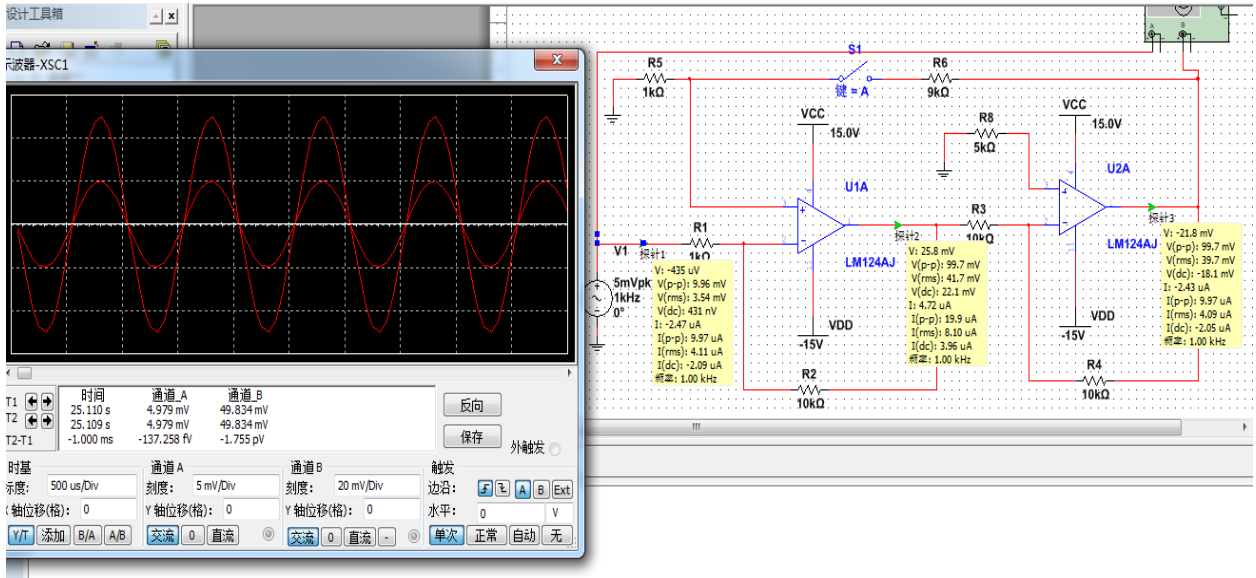 设计工具箱
示波器-XSC1
时间 通道_A 通道_B
T1 25.110 s 4.979 mV 49.834 mV
T2 25.109 s 4.979 mV 49.834 mV
T2-T1 -1.000 ms -137.258 fV -1.755 pV
反向
保存
外触发
时基
标度: 500 us/Div
X 轴位移(格): 0
Y/T 添加 B/A A/B
通道A
刻度: 5 mV/Div
Y 轴位移(格): 0
交流 0 直流
通道B
刻度: 20 mV/Div
Y 轴位移(格): 0
交流 0 直流 -
触发
边沿: A B Ext
水平: 0 V
单次 正常 自动 无
A B
S1
键 = A
R5
1kΩ
R6
9kΩ
VCC
15.0V
R8
5kΩ
VCC
15.0V
U1A
LM124AJ
U2A
LM124AJ
R1
1kΩ
R3
10kΩ
V1
5mVpk
1kHz
0°
探针1
V: -435 uV
V(p-p): 9.96 mV
V(rms): 3.54 mV
V(dc): 431 nV
I: -2.47 uA
I(p-p): 9.97 uA
I(rms): 4.11 uA
I(dc): -2.09 uA
频率: 1.00 kHz
探针2
V: 25.8 mV
V(p-p): 99.7 mV
V(rms): 41.7 mV
V(dc): 22.1 mV
I: 4.72 uA
I(p-p): 19.9 uA
I(rms): 8.10 uA
I(dc): 3.96 uA
频率: 1.00 kHz
探针3
V: -21.8 mV
V(p-p): 99.7 mV
V(rms): 39.7 mV
V(dc): -18.1 mV
I: -2.43 uA
I(p-p): 9.97 uA
I(rms): 4.09 uA
I(dc): -2.05 uA
频率: 1.00 kHz
VDD
-15V
VDD
-15V
R2
10kΩ
R4
10kΩ